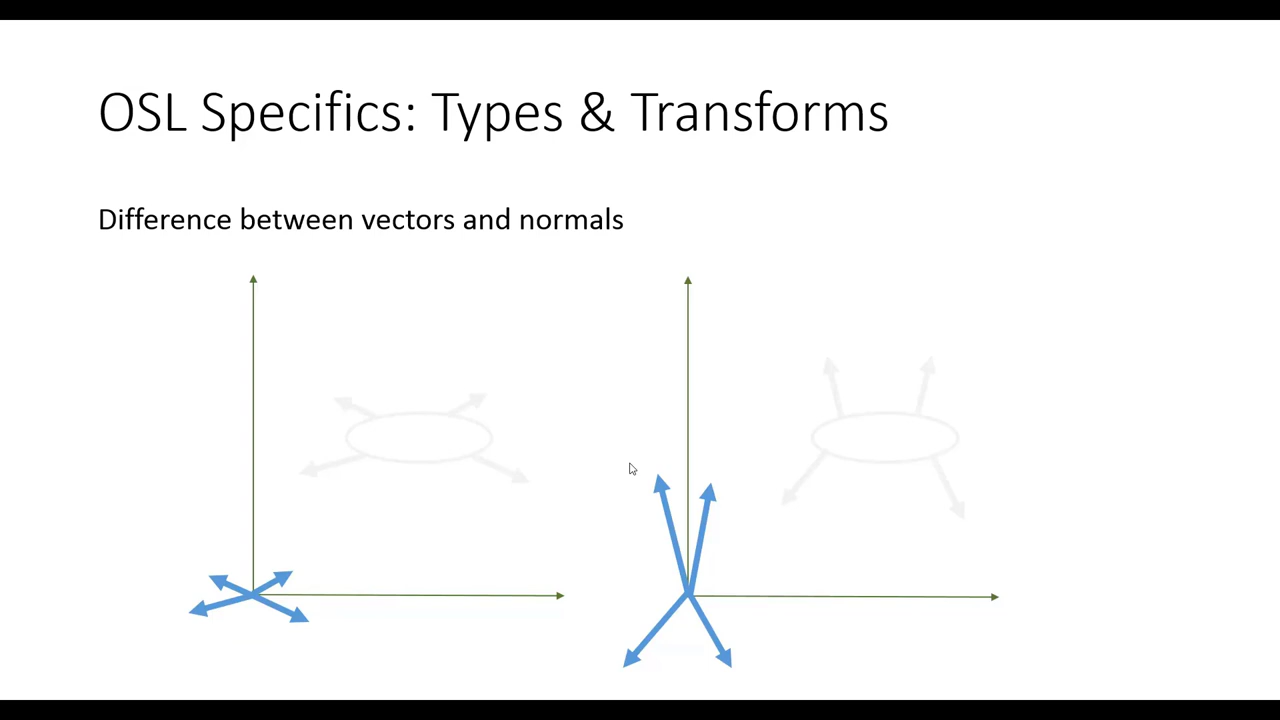 OSL Specifics: Types & Transforms
Difference between vectors and normals